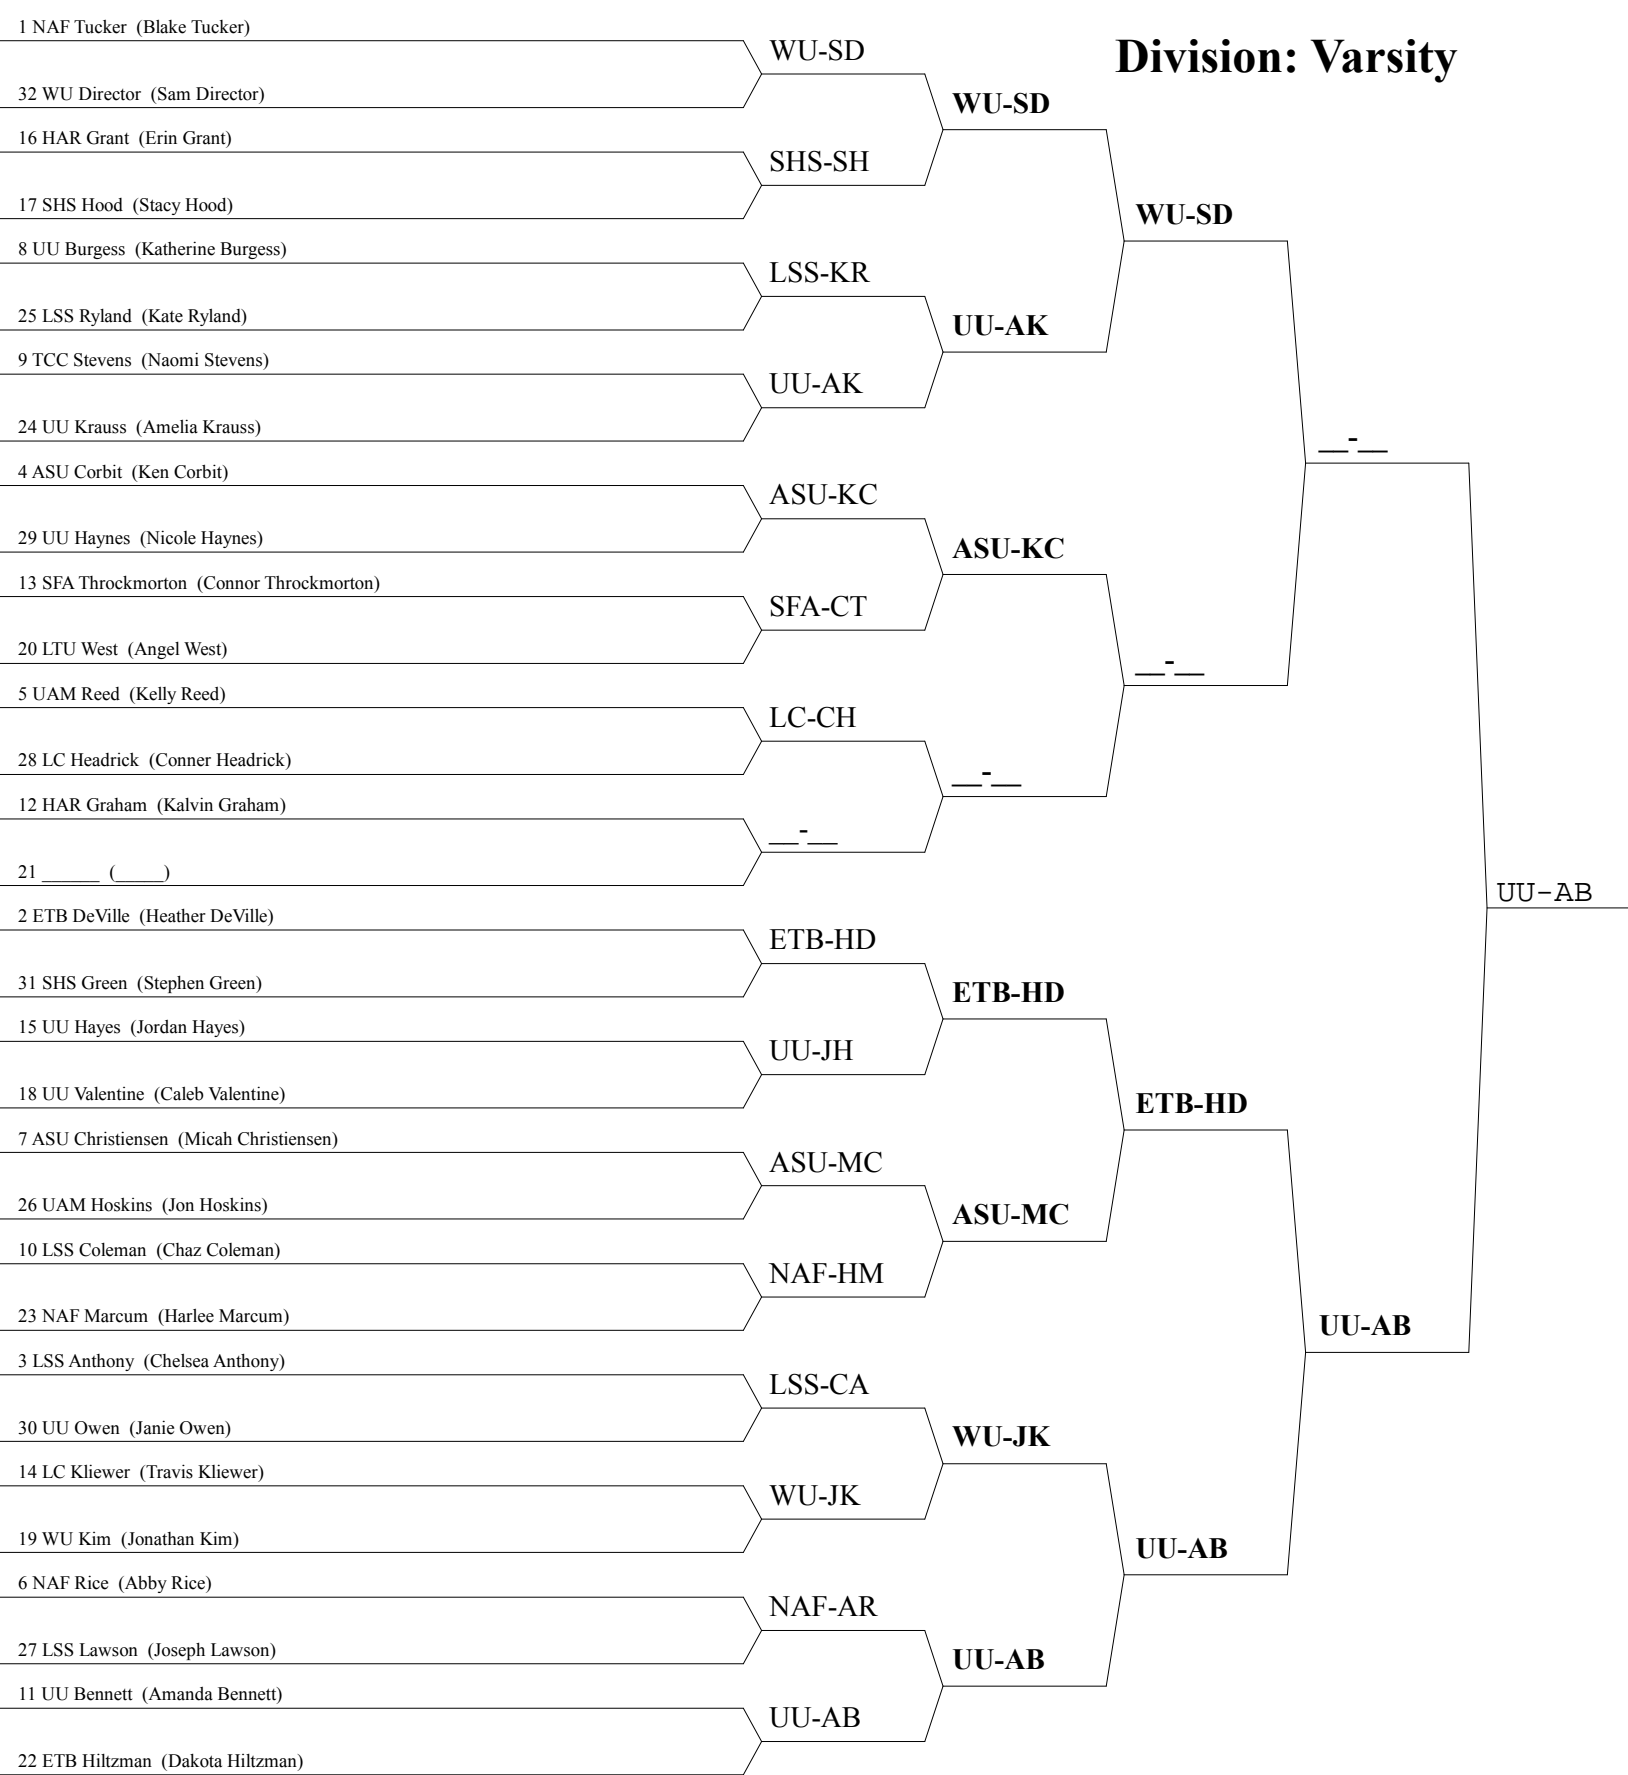 Division: Varsity
1 NAF Tucker (Blake Tucker)
WU-SD
32 WU Director (Sam Director)
WU-SD
16 HAR Grant (Erin Grant)
SHS-SH
17 SHS Hood (Stacy Hood)
WU-SD
8 UU Burgess (Katherine Burgess)
LSS-KR
25 LSS Ryland (Kate Ryland)
UU-AK
9 TCC Stevens (Naomi Stevens)
UU-AK
24 UU Krauss (Amelia Krauss)
__-__
4 ASU Corbit (Ken Corbit)
ASU-KC
29 UU Haynes (Nicole Haynes)
ASU-KC
13 SFA Throckmorton (Connor Throckmorton)
SFA-CT
20 LTU West (Angel West)
__-__
5 UAM Reed (Kelly Reed)
LC-CH
28 LC Headrick (Conner Headrick)
__-__
12 HAR Graham (Kalvin Graham)
__-__
21 ______ (_____)
UU-AB
2 ETB DeVille (Heather DeVille)
ETB-HD
31 SHS Green (Stephen Green)
ETB-HD
15 UU Hayes (Jordan Hayes)
UU-JH
18 UU Valentine (Caleb Valentine)
ETB-HD
7 ASU Christiensen (Micah Christiensen)
ASU-MC
26 UAM Hoskins (Jon Hoskins)
ASU-MC
10 LSS Coleman (Chaz Coleman)
NAF-HM
23 NAF Marcum (Harlee Marcum)
UU-AB
3 LSS Anthony (Chelsea Anthony)
LSS-CA
30 UU Owen (Janie Owen)
WU-JK
14 LC Kliewer (Travis Kliewer)
WU-JK
19 WU Kim (Jonathan Kim)
UU-AB
6 NAF Rice (Abby Rice)
NAF-AR
27 LSS Lawson (Joseph Lawson)
UU-AB
11 UU Bennett (Amanda Bennett)
UU-AB
22 ETB Hiltzman (Dakota Hiltzman)